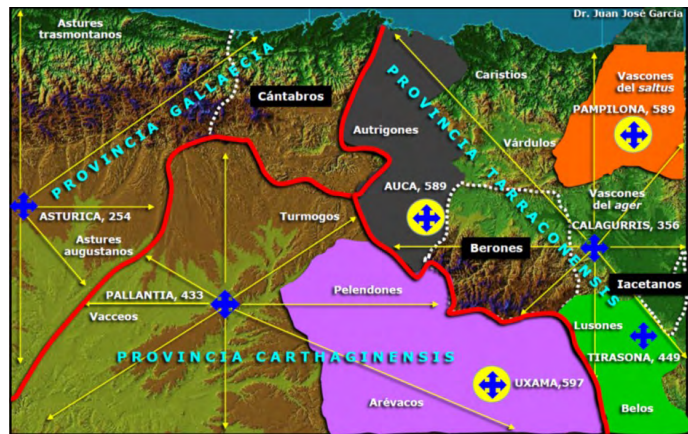 Dr. Juan José García
Astures
trasmontanos
PROVINCIA GALLAECIA
Cántabros
PROVINCIA TARRACONENSIS
Caristios
Vascones
del saltus
PAMPILONA, 589
Autrigones
Várdulos
AUCA, 589
Vascones
del ager
ASTURICA, 254
Turmogos
CALAGURRIS, 356
Astures
augustanos
Berones
Iacetanos
PALLANTIA, 433
Pelendones
Vacceos
Lusones
PROVINCIA CARTHAGINENSIS
TIRASONA, 449
UXAMA,597
Arévacos
Belos